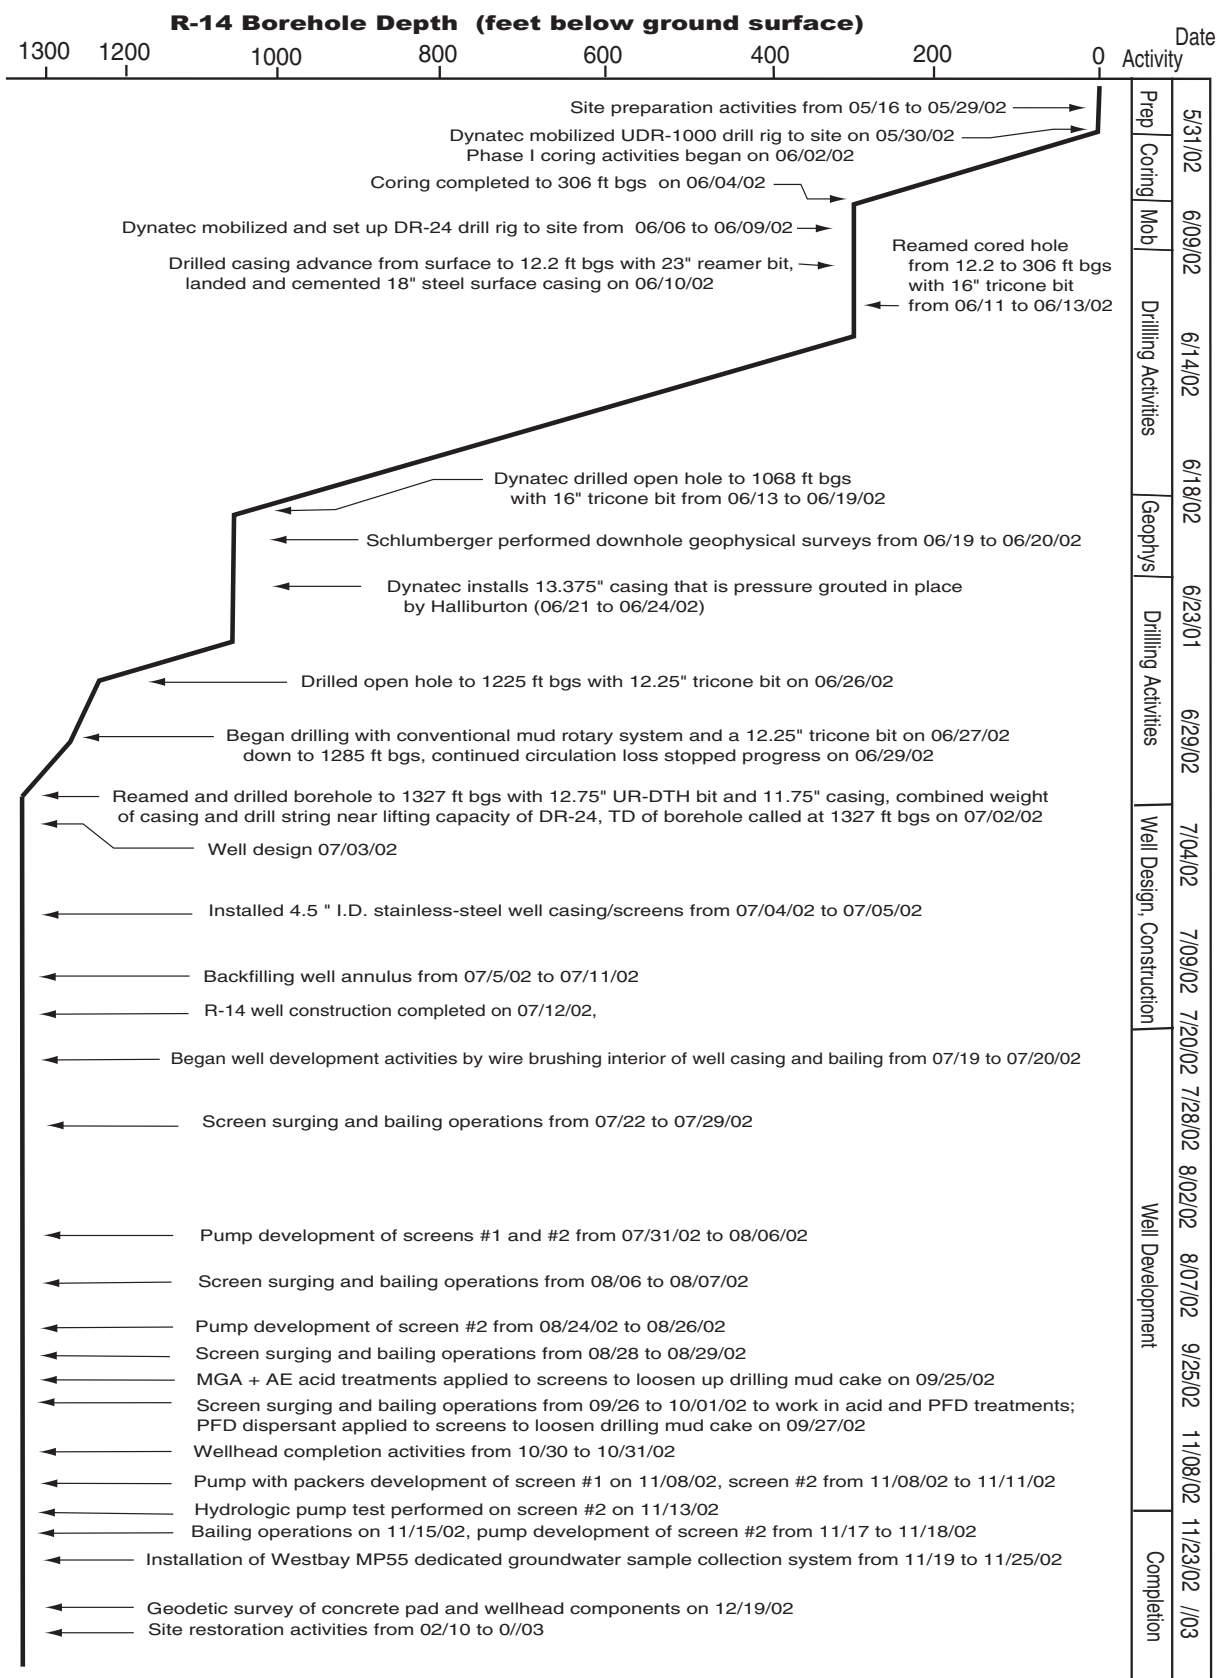 R-14 Borehole Depth (feet below ground surface)
1300 1200 1000 800 600 400 200 0 Activity Date
Site preparation activities from 05/16 to 05/29/02
Dynatec mobilized UDR-1000 drill rig to site on 05/30/02
Phase I coring activities began on 06/02/02
Coring completed to 306 ft bgs on 06/04/02
Dynatec mobilized and set up DR-24 drill rig to site from 06/06 to 06/09/02
Drilled casing advance from surface to 12.2 ft bgs with 23" reamer bit,
landed and cemented 18" steel surface casing on 06/10/02
Reamed cored hole
from 12.2 to 306 ft bgs
with 16" tricone bit
from 06/11 to 06/13/02
Dynatec drilled open hole to 1068 ft bgs
with 16" tricone bit from 06/13 to 06/19/02
Schlumberger performed downhole geophysical surveys from 06/19 to 06/20/02
Dynatec installs 13.375" casing that is pressure grouted in place
by Halliburton (06/21 to 06/24/02)
Drilled open hole to 1225 ft bgs with 12.25" tricone bit on 06/26/02
Began drilling with conventional mud rotary system and a 12.25" tricone bit on 06/27/02
down to 1285 ft bgs, continued circulation loss stopped progress on 06/29/02
Reamed and drilled borehole to 1327 ft bgs with 12.75" UR-DTH bit and 11.75" casing, combined weight
of casing and drill string near lifting capacity of DR-24, TD of borehole called at 1327 ft bgs on 07/02/02
Well design 07/03/02
Installed 4.5 " I.D. stainless-steel well casing/screens from 07/04/02 to 07/05/02
Backfilling well annulus from 07/5/02 to 07/11/02
R-14 well construction completed on 07/12/02,
Began well development activities by wire brushing interior of well casing and bailing from 07/19 to 07/20/02
Screen surging and bailing operations from 07/22 to 07/29/02
Pump development of screens #1 and #2 from 07/31/02 to 08/06/02
Screen surging and bailing operations from 08/06 to 08/07/02
Pump development of screen #2 from 08/24/02 to 08/26/02
Screen surging and bailing operations from 08/28 to 08/29/02
MGA + AE acid treatments applied to screens to loosen up drilling mud cake on 09/25/02
Screen surging and bailing operations from 09/26 to 10/01/02 to work in acid and PFD treatments;
PFD dispersant applied to screens to loosen drilling mud cake on 09/27/02
Wellhead completion activities from 10/30 to 10/31/02
Pump with packers development of screen #1 on 11/08/02, screen #2 from 11/08/02 to 11/11/02
Hydrologic pump test performed on screen #2 on 11/13/02
Bailing operations on 11/15/02, pump development of screen #2 from 11/17 to 11/18/02
Installation of Westbay MP55 dedicated groundwater sample collection system from 11/19 to 11/25/02
Geodetic survey of concrete pad and wellhead components on 12/19/02
Site restoration activities from 02/10 to 0//03
Prep
Coring
Mob
Drillling Activities
Geophys
Drillling Activities
Well Design, Construction
Well Development
Completion
5/31/02
6/09/02
6/14/02
6/18/02
6/23/01
6/29/02
7/04/02
7/09/02
7/20/02
7/28/02
8/02/02
8/07/02
9/25/02
11/08/02
11/23/02
//03